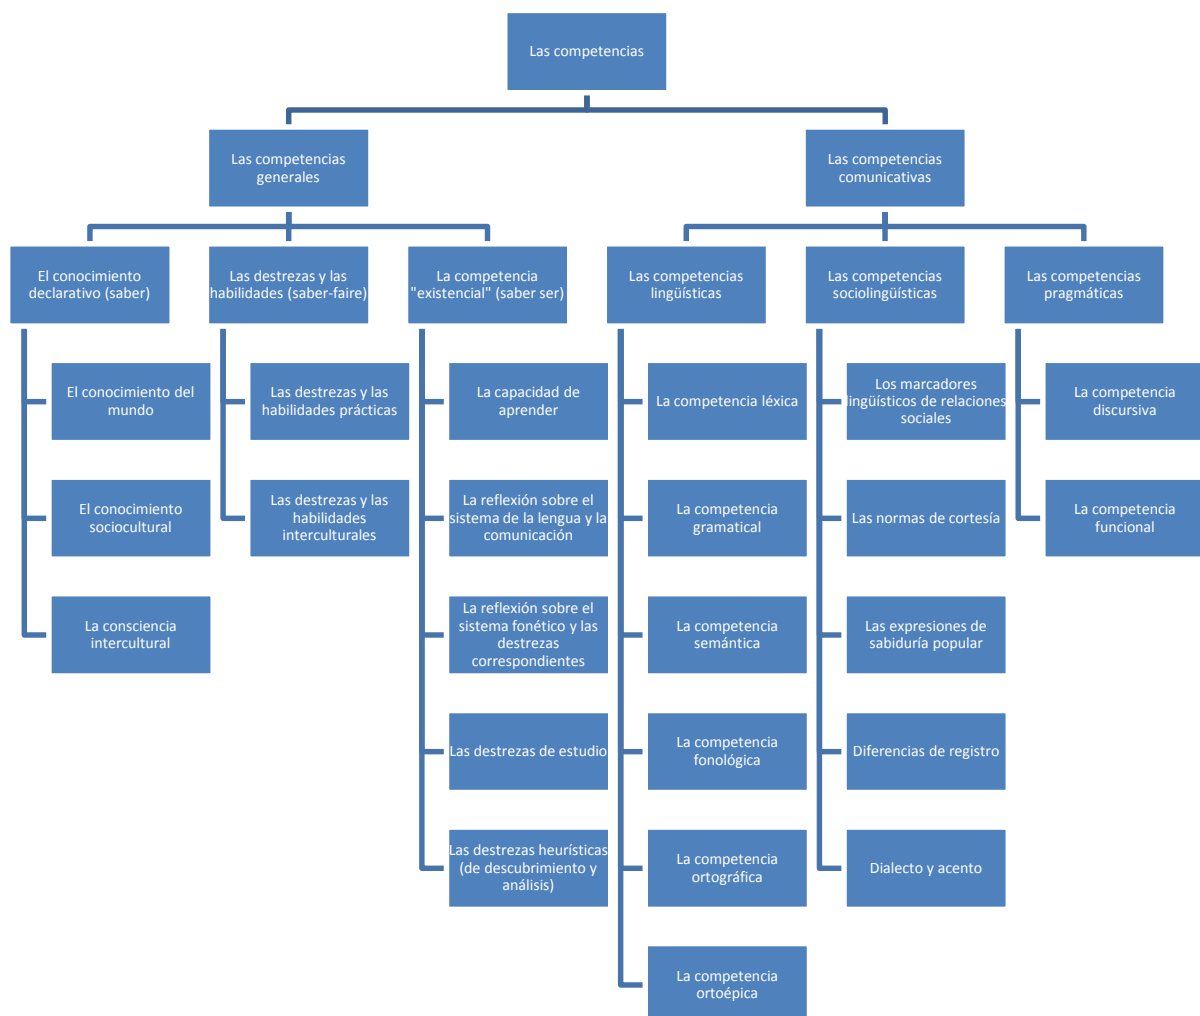 Las competencias
Las competencias
generales
Las competencias
comunicativas
El conocimiento
declarativo (saber)
Las destrezas y las
habilidades (saber-faire)
La competencia
"existencial" (saber ser)
Las competencias
lingüísticas
Las competencias
sociolingüísticas
Las competencias
pragmáticas
El conocimiento del
mundo
Las destrezas y las
habilidades prácticas
La capacidad de
aprender
La competencia léxica
Los marcadores
lingüísticos de relaciones
sociales
La competencia
discursiva
El conocimiento
sociocultural
Las destrezas y las
habilidades
interculturales
La reflexión sobre el
sistema de la lengua y la
comunicación
La competencia
gramatical
Las normas de cortesía
La competencia
funcional
La consciencia
intercultural
La reflexión sobre el
sistema fonético y las
destrezas
correspondientes
La competencia
semántica
Las expresiones de
sabiduría popular
Las destrezas de estudio
La competencia
fonológica
Diferencias de registro
Las destrezas heurísticas
(de descubrimiento y
análisis)
La competencia
ortográfica
Dialecto y acento
La competencia
ortoépica